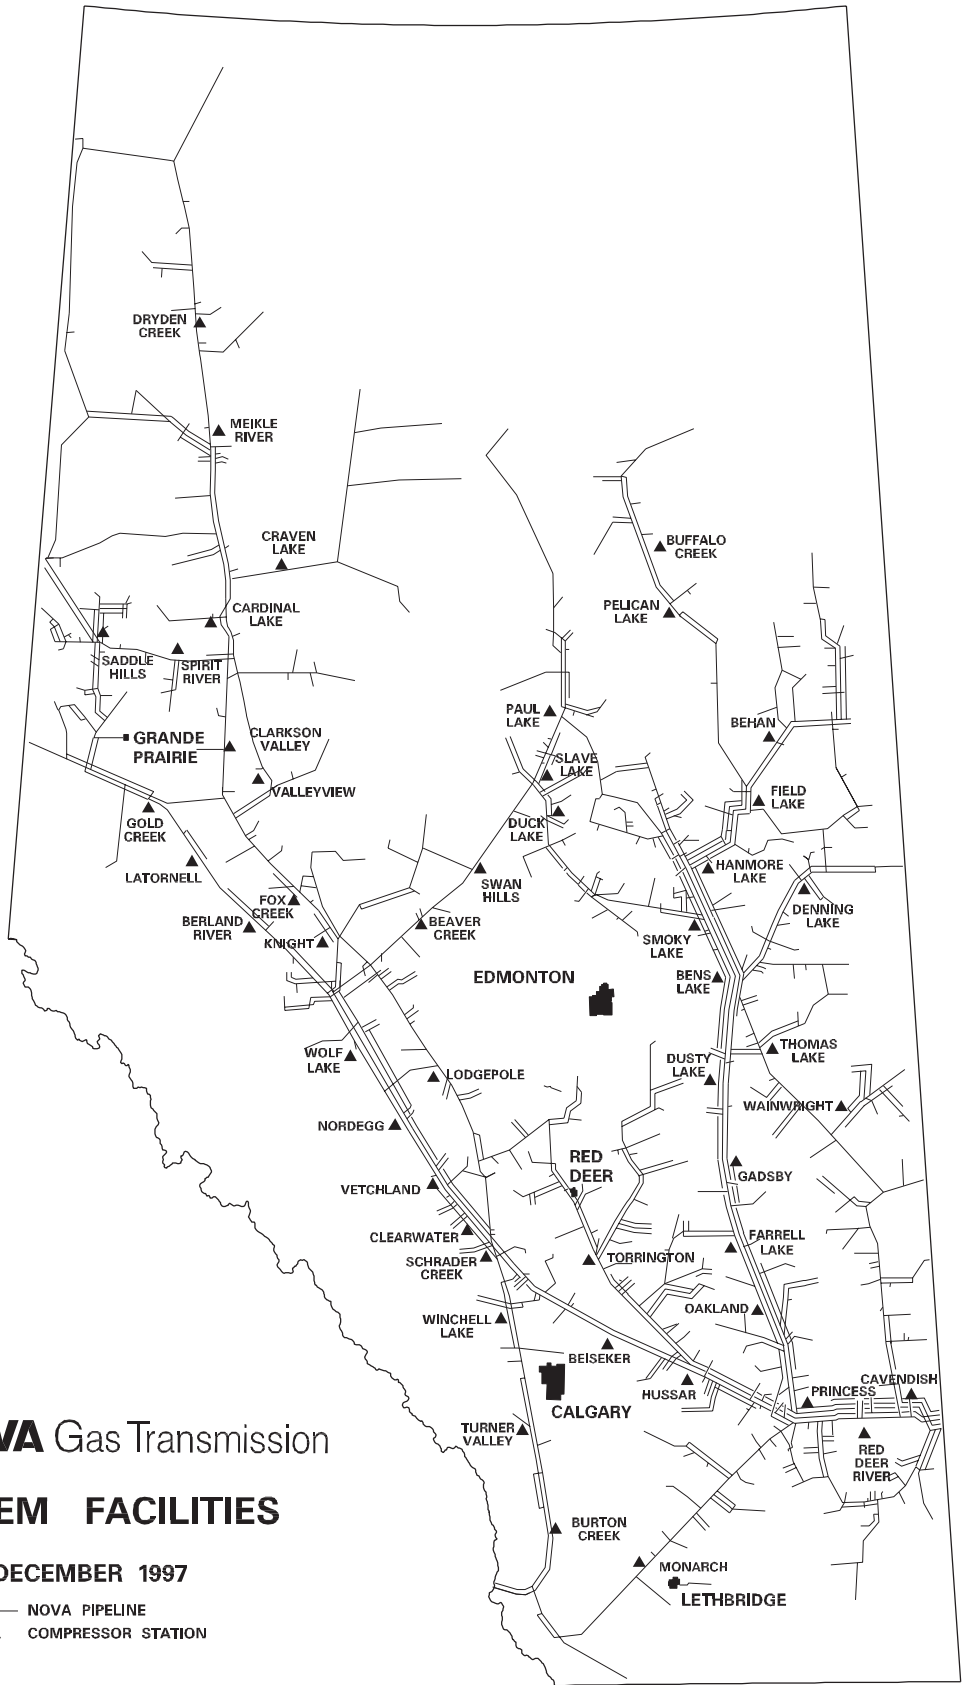 DRYDEN
CREEK
MEIKLE
RIVER
CRAVEN
LAKE
BUFFALO
CREEK
CARDINAL
LAKE
PELICAN
LAKE
SADDLE
HILLS
SPIRIT
RIVER
PAUL
LAKE
BEHAN
GRANDE
PRAIRIE
CLARKSON
VALLEY
SLAVE
LAKE
VALLEYVIEW
FIELD
LAKE
GOLD
CREEK
DUCK
LAKE
LATORNELL
SWAN
HILLS
HANMORE
LAKE
FOX
CREEK
DENNING
LAKE
BERLAND
RIVER
KNIGHT
BEAVER
CREEK
SMOKY
LAKE
EDMONTON
BENS
LAKE
WOLF
LAKE
THOMAS
LAKE
LODGEPOLE
DUSTY
LAKE
WAINWRIGHT
NORDEGG
RED
DEER
GADSBY
VETCHLAND
CLEARWATER
FARRELL
LAKE
SCHRADER
CREEK
TORRINGTON
OAKLAND
WINCHELL
LAKE
BEISEKER
HUSSAR
CAVENDISH
PRINCESS
CALGARY
TURNER
VALLEY
RED
DEER
RIVER
BURTON
CREEK
MONARCH
LETHBRIDGE
VA Gas Transmission
EM FACILITIES
DECEMBER 1997
NOVA PIPELINE
COMPRESSOR STATION